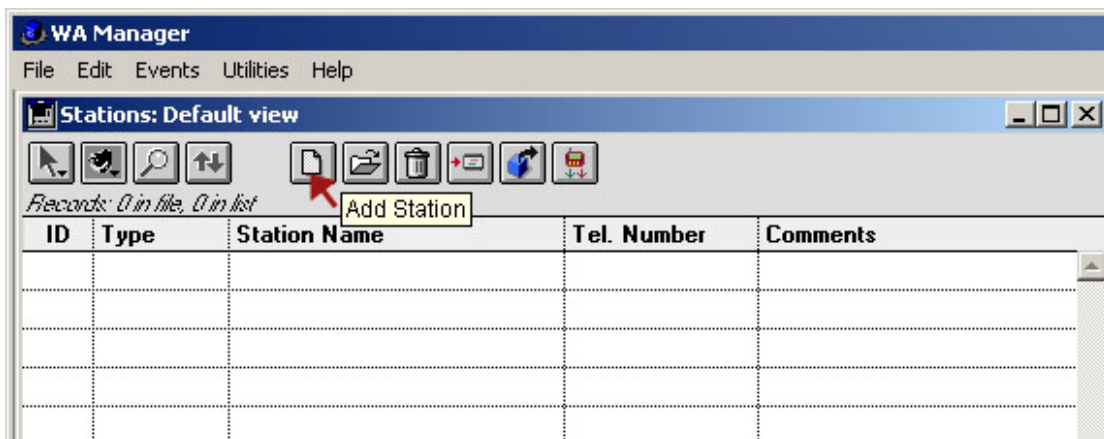 WA Manager
File Edit Events Utilities Help
Stations: Default view
Records: 0 in file, 0 in list
Add Station
ID Type Station Name Tel. Number Comments